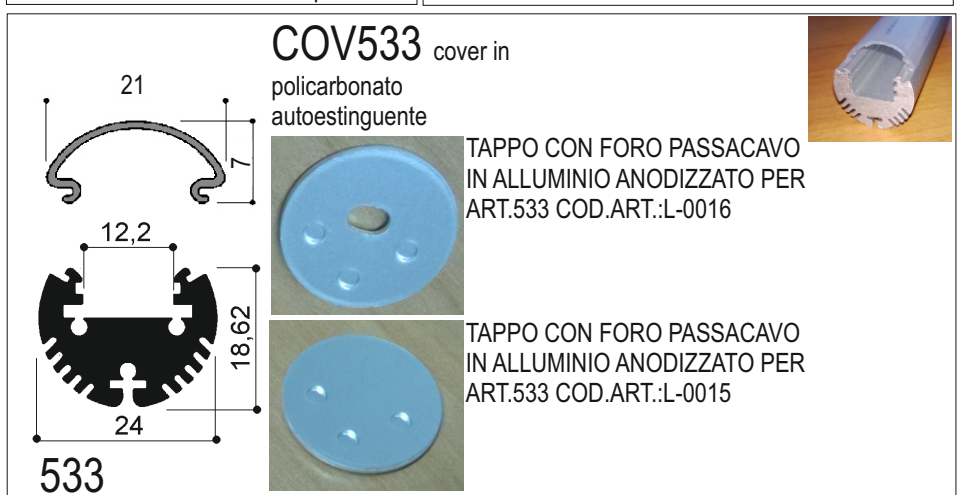 COV533 cover in
policarbonato
autoestinguente
21
7
12,2
18,62
24
533
TAPPO CON FORO PASSACAVO
IN ALLUMINIO ANODIZZATO PER
ART.533 COD.ART.:L-0016
TAPPO CON FORO PASSACAVO
IN ALLUMINIO ANODIZZATO PER
ART.533 COD.ART.:L-0015